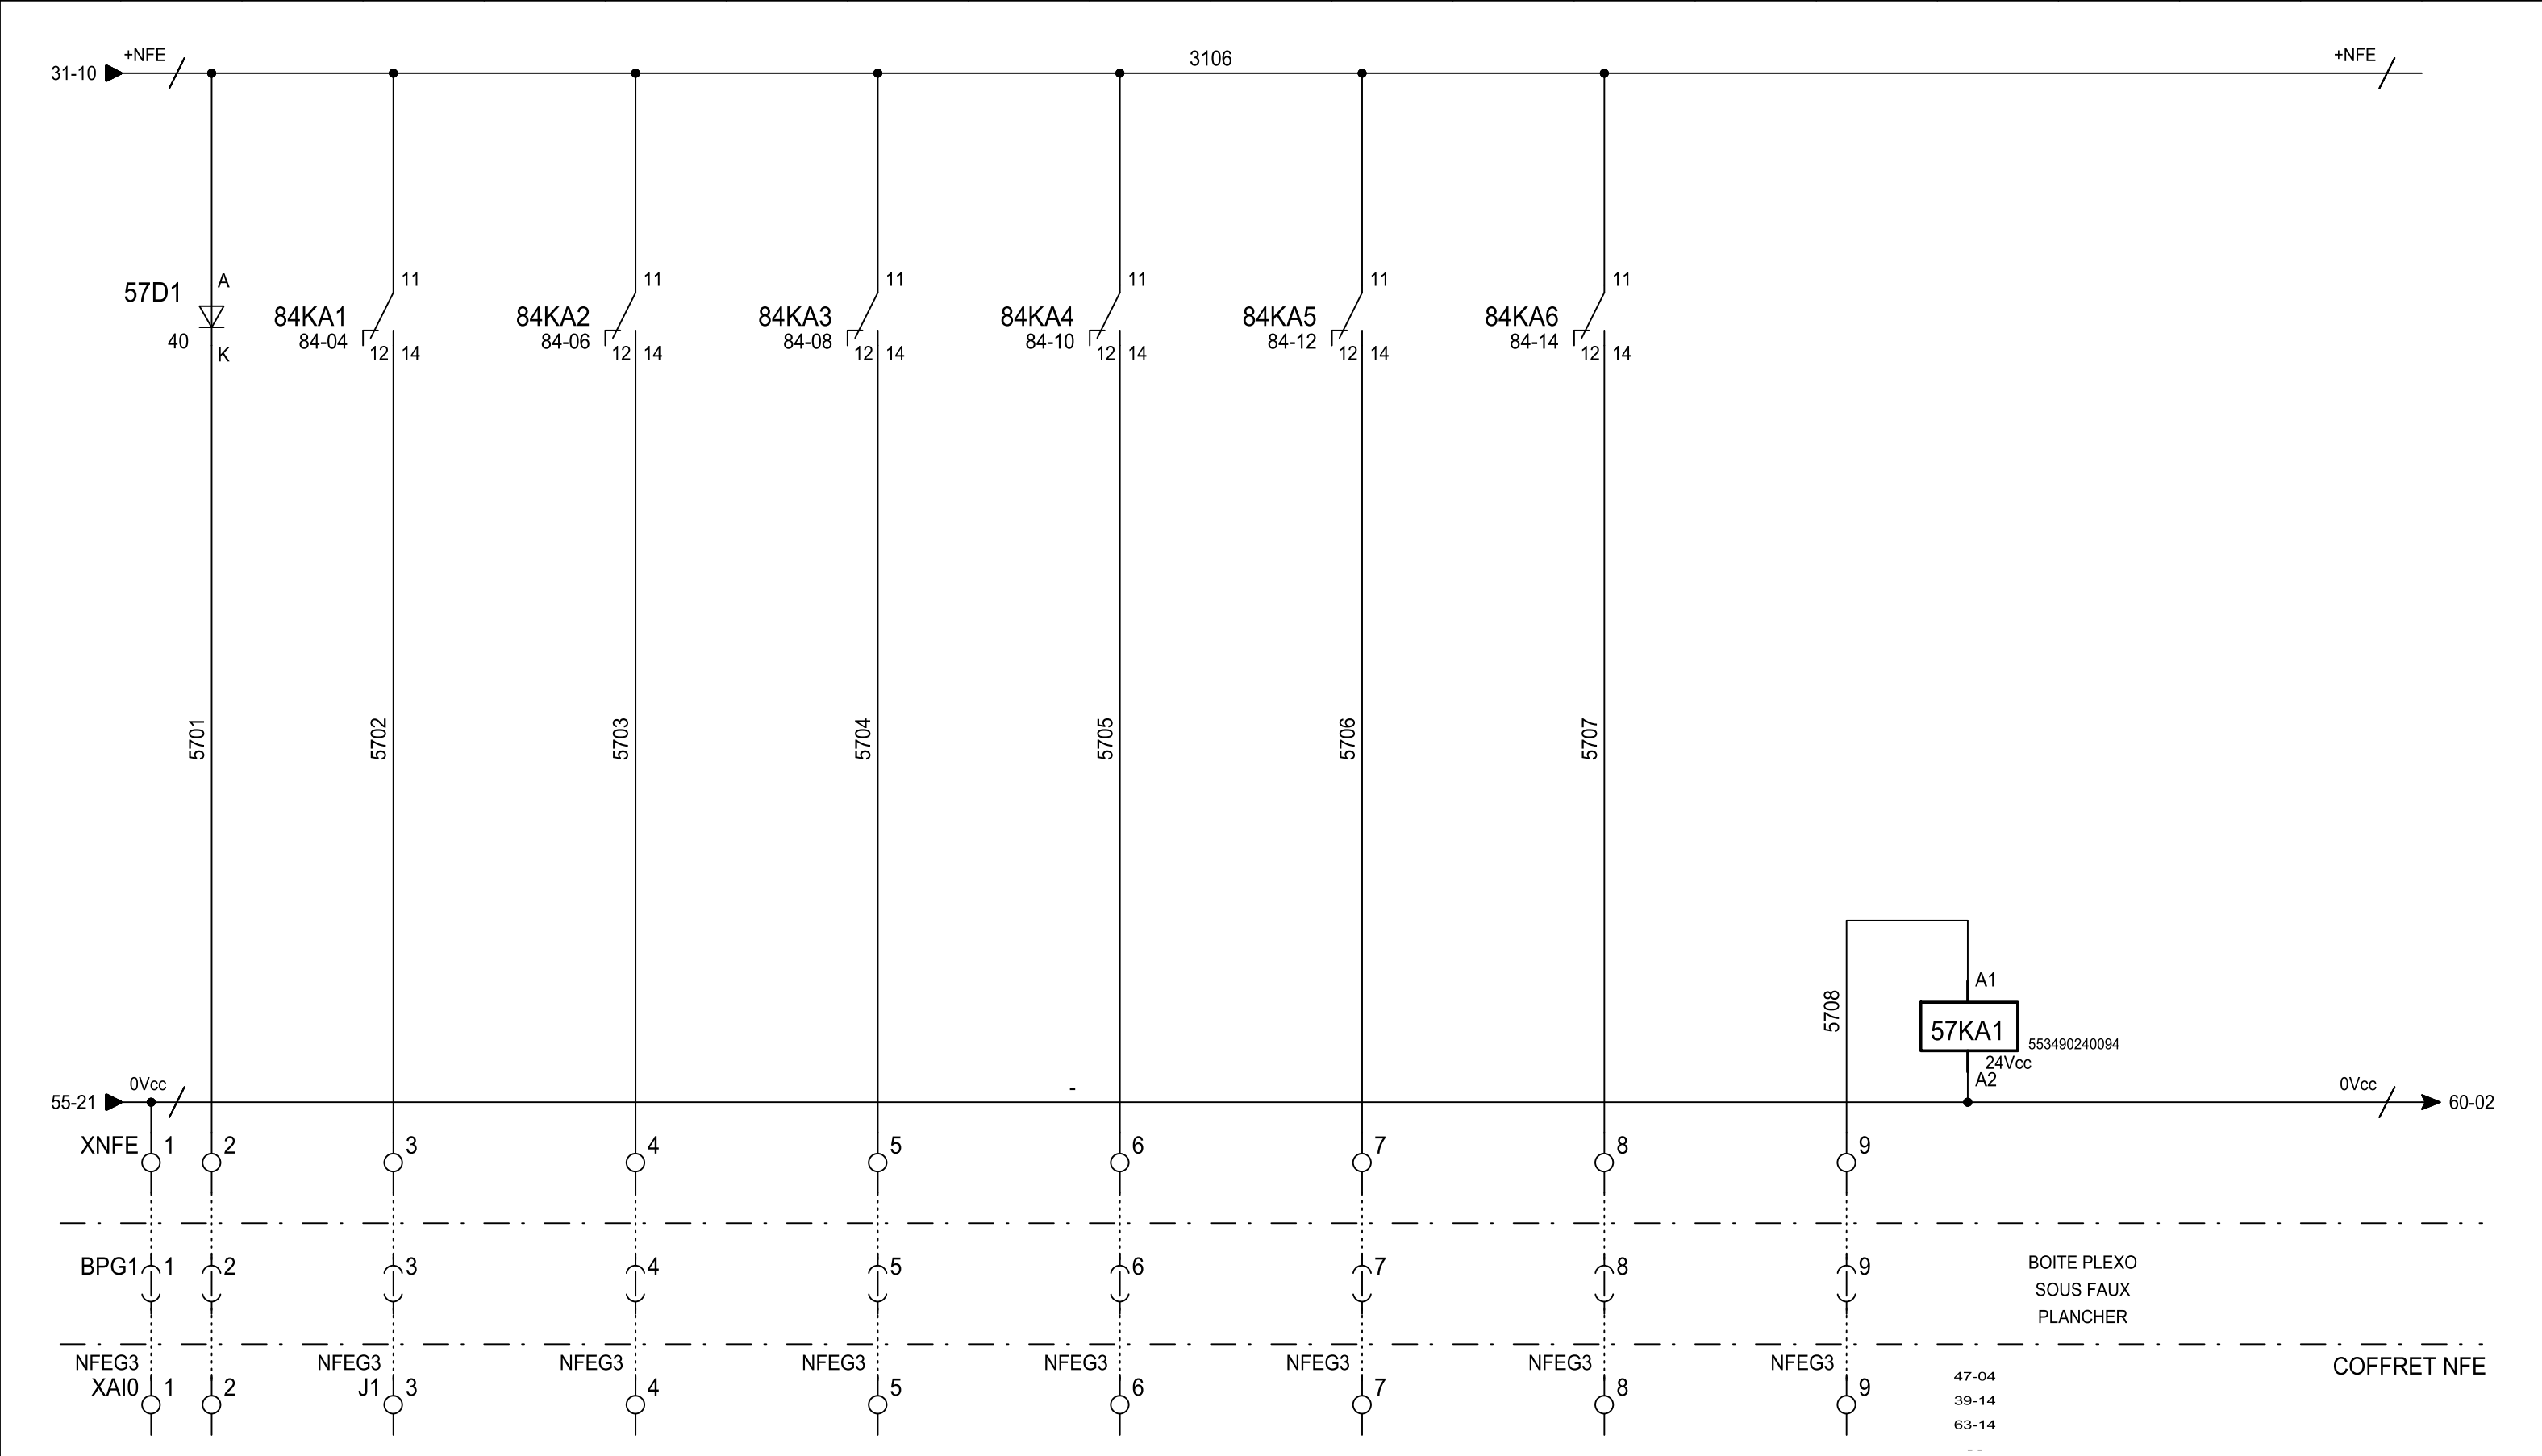 +NFE
3106
+NFE
31-10
57D1
A
40
K
84KA1
84-04
11
12
14
84KA2
84-06
11
12
14
84KA3
84-08
11
12
14
84KA4
84-10
11
12
14
84KA5
84-12
11
12
14
84KA6
84-14
11
12
14
5701
5702
5703
5704
5705
5706
5707
5708
A1
57KA1
553490240094
24Vcc
A2
0Vcc
-
0Vcc
55-21
60-02
XNFE 1 2 3 4 5 6 7 8 9
BPG1 1 2 3 4 5 6 7 8 9
BOITE PLEXO
SOUS FAUX
PLANCHER
NFEG3 NFEG3 NFEG3 NFEG3 NFEG3 NFEG3 NFEG3 NFEG3
COFFRET NFE
XAI0 1 2 J1 3 4 5 6 7 8 9
47-04
39-14
63-14
--